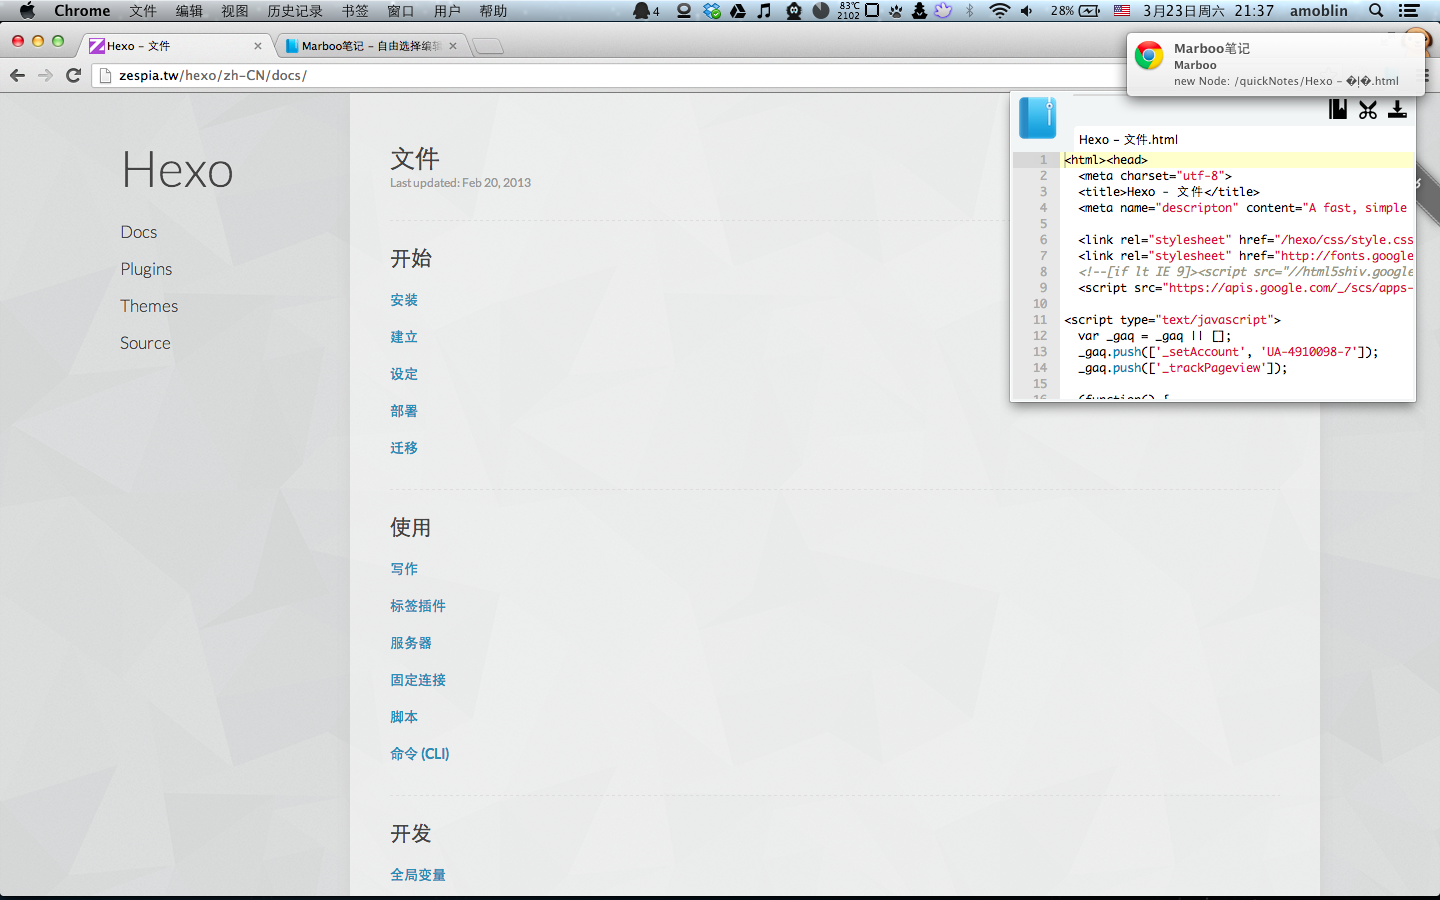 Chrome 文件 编辑 视图 历史记录 书签 窗口 用户 帮助 4 83℃ 2102 28% 3月23日周六 21:37 amoblin
Hexo – 文件
Marboo笔记 – 自由选择编辑
zespia.tw/hexo/zh-CN/docs/
Marboo笔记
Marboo
new Node: /quickNotes/Hexo – �|�.html
Hexo
Docs
Plugins
Themes
Source
文件
Last updated: Feb 20, 2013
开始
安装
建立
设定
部署
迁移
使用
写作
标签插件
服务器
固定连接
脚本
命令 (CLI)
开发
全局变量
Hexo – 文件.html
1 <html><head>
2 <meta charset="utf-8">
3 <title>Hexo - 文件</title>
4 <meta name="descripton" content="A fast, simple
5
6 <link rel="stylesheet" href="/hexo/css/style.css
7 <link rel="stylesheet" href="http://fonts.google
8 <!--[if lt IE 9]><script src="//html5shiv.google
9 <script src="https://apis.google.com/_/scs/apps-
10
11 <script type="text/javascript">
12 var _gaq = _gaq || [];
13 _gaq.push(['_setAccount', 'UA-4910098-7']);
14 _gaq.push(['_trackPageview']);
15
16 (function() {